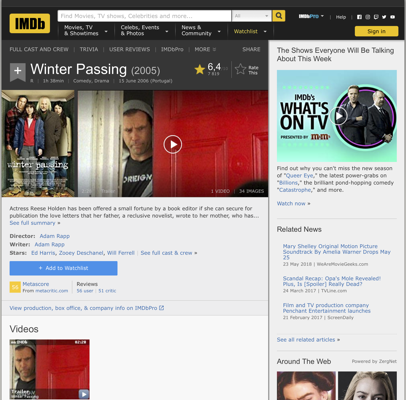 IMDb
Find Movies, TV shows, Celebrities and more...
All
IMDbPro
Help
Movies, TV
& Showtimes
Celebs, Events
& Photos
News &
Community
Watchlist
Sign in
FULL CAST AND CREW | TRIVIA | USER REVIEWS | IMDbPro | MORE
SHARE
Winter Passing (2005)
6,4
Rate
This
1h 38min | Comedy, Drama | 15 June 2006 (Portugal)
winter passing
FOREIGN
1 VIDEO | 34 IMAGES
Actress Reese Holden has been offered a small fortune by a book editor if she can secure for
publication the love letters that her father, a reclusive novelist, wrote to her mother, who has...
See full summary »
Director: Adam Rapp
Writer: Adam Rapp
Stars: Ed Harris, Zooey Deschanel, Will Ferrell | See full cast & crew »
+ Add to Watchlist
Metascore
From metacritic.com
Reviews
56 user | 51 critic
View production, box office, & company info on IMDbPro
Videos
02:20
Trailer
Winter Passing
The Shows Everyone Will Be Talking
About This Week
IMDb's
WHAT'S
ON TV
PRESENTED BY
Find out why you can't miss the new season
of "Queer Eye," the latest power-grabs on
"Billions," the brilliant pond-hopping comedy
"Catastrophe," and more.
Watch now »
Related News
Mary Shelley Original Motion Picture
Soundtrack By Amelia Warner Drops May
25
23 May 2018 | WeAreMovieGeeks.com
Scandal Recap: Opa's Mole Revealed!
Plus, Is [Spoiler] Really Dead?
24 March 2017 | TVLine.com
Film and TV production company
Penchant Entertainment launches
21 February 2017 | ScreenDaily
See all related articles »
Around The Web
Powered by ZergNet